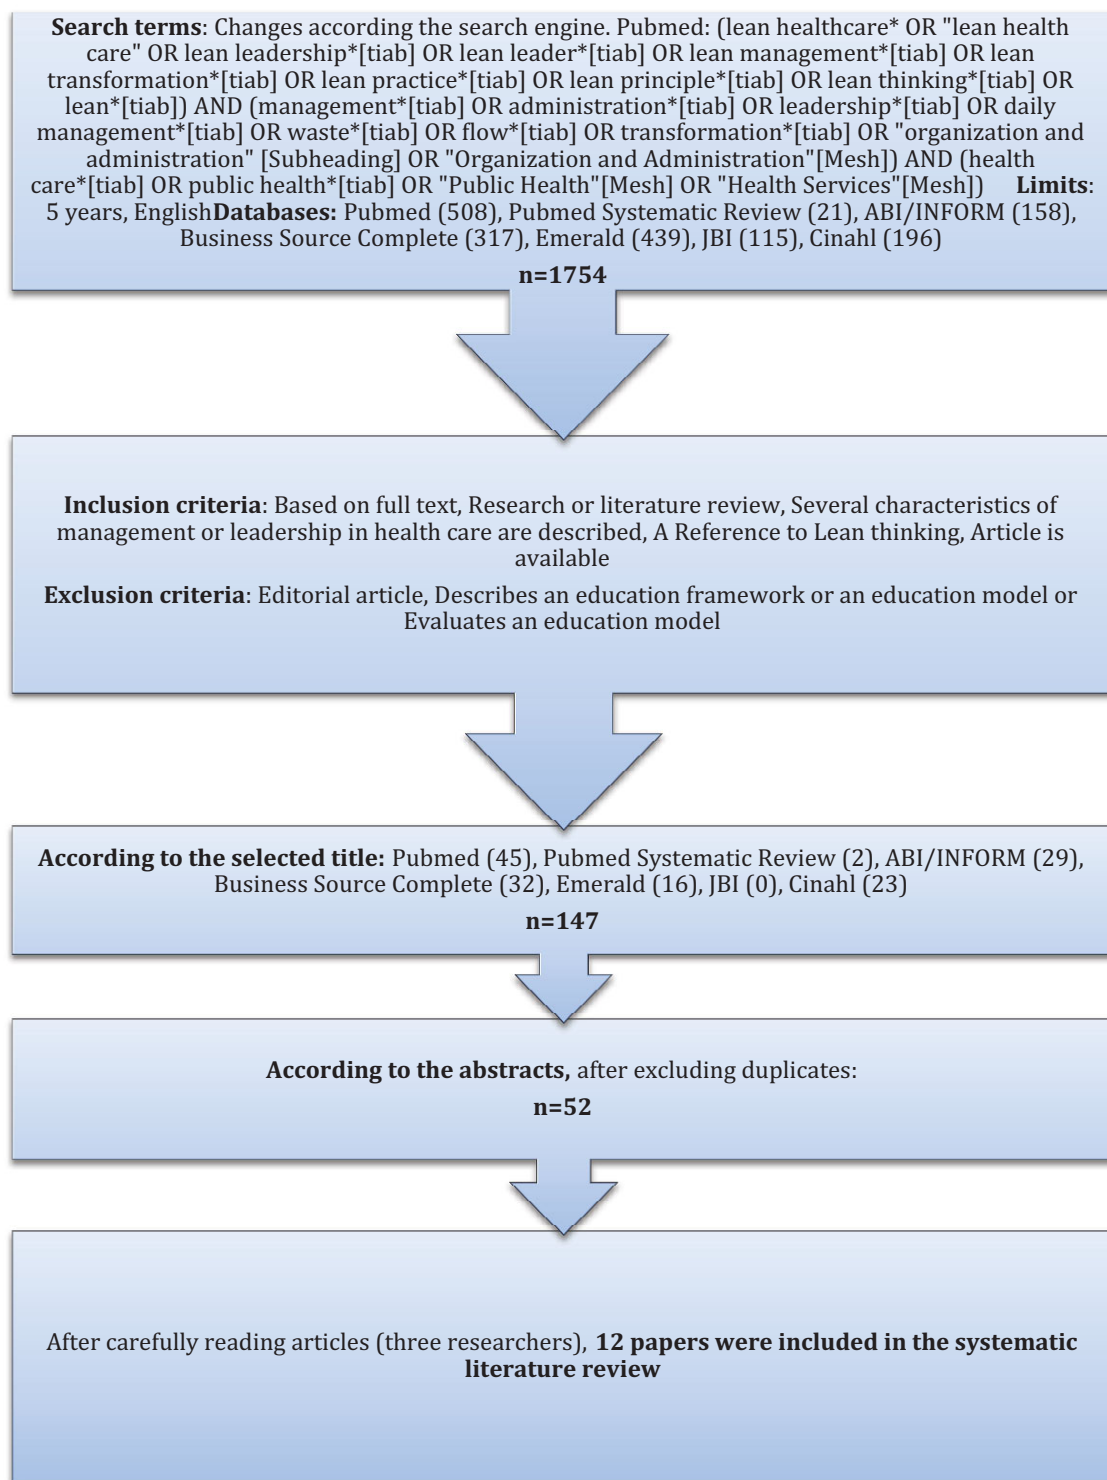 Search terms: Changes according the search engine. Pubmed: (lean healthcare* OR "lean health
care" OR lean leadership*[tiab] OR lean leader*[tiab] OR lean management*[tiab] OR lean
transformation*[tiab] OR lean practice*[tiab] OR lean principle*[tiab] OR lean thinking*[tiab] OR
lean*[tiab]) AND (management*[tiab] OR administration*[tiab] OR leadership*[tiab] OR daily
management*[tiab] OR waste*[tiab] OR flow*[tiab] OR transformation*[tiab] OR "organization and
administration" [Subheading] OR "Organization and Administration"[Mesh]) AND (health
care*[tiab] OR public health*[tiab] OR "Public Health"[Mesh] OR "Health Services"[Mesh]) Limits:
5 years, EnglishDatabases: Pubmed (508), Pubmed Systematic Review (21), ABI/INFORM (158),
Business Source Complete (317), Emerald (439), JBI (115), Cinahl (196)
n=1754
Inclusion criteria: Based on full text, Research or literature review, Several characteristics of
management or leadership in health care are described, A Reference to Lean thinking, Article is
available
Exclusion criteria: Editorial article, Describes an education framework or an education model or
Evaluates an education model
According to the selected title: Pubmed (45), Pubmed Systematic Review (2), ABI/INFORM (29),
Business Source Complete (32), Emerald (16), JBI (0), Cinahl (23)
n=147
According to the abstracts, after excluding duplicates:
n=52
After carefully reading articles (three researchers), 12 papers were included in the systematic
literature review